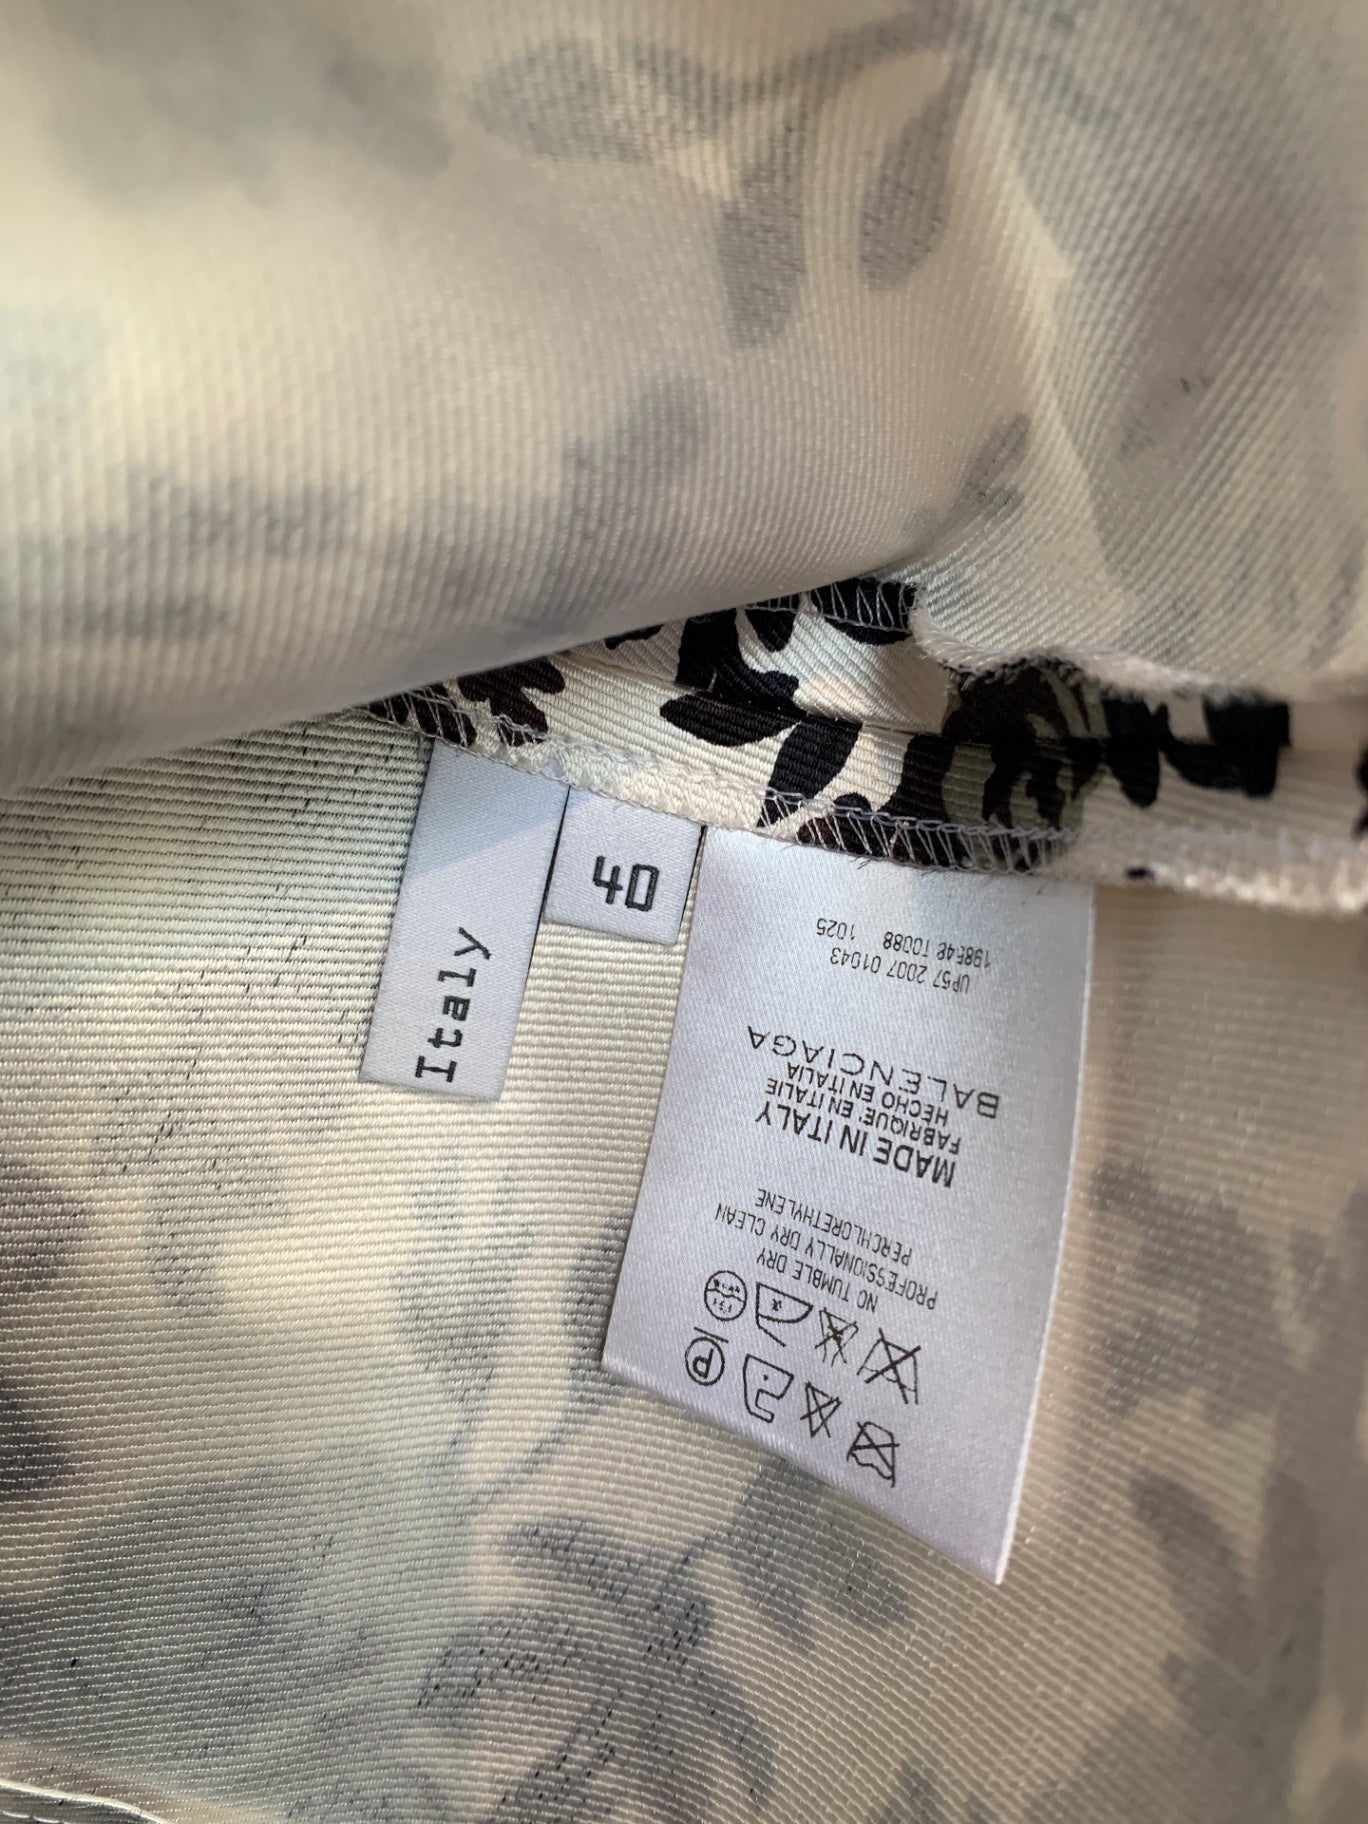 Italy
40
198548 T0088 1025
UP57 2007 01043
BALENCIAGA
HECHO EN ITALIA
FABRIQUE' EN ITALIE
MADE IN ITALY
PERCHLORETHYLENE
PROFESSIONALLY DRY CLEAN
NO TUMBLE DRY
P